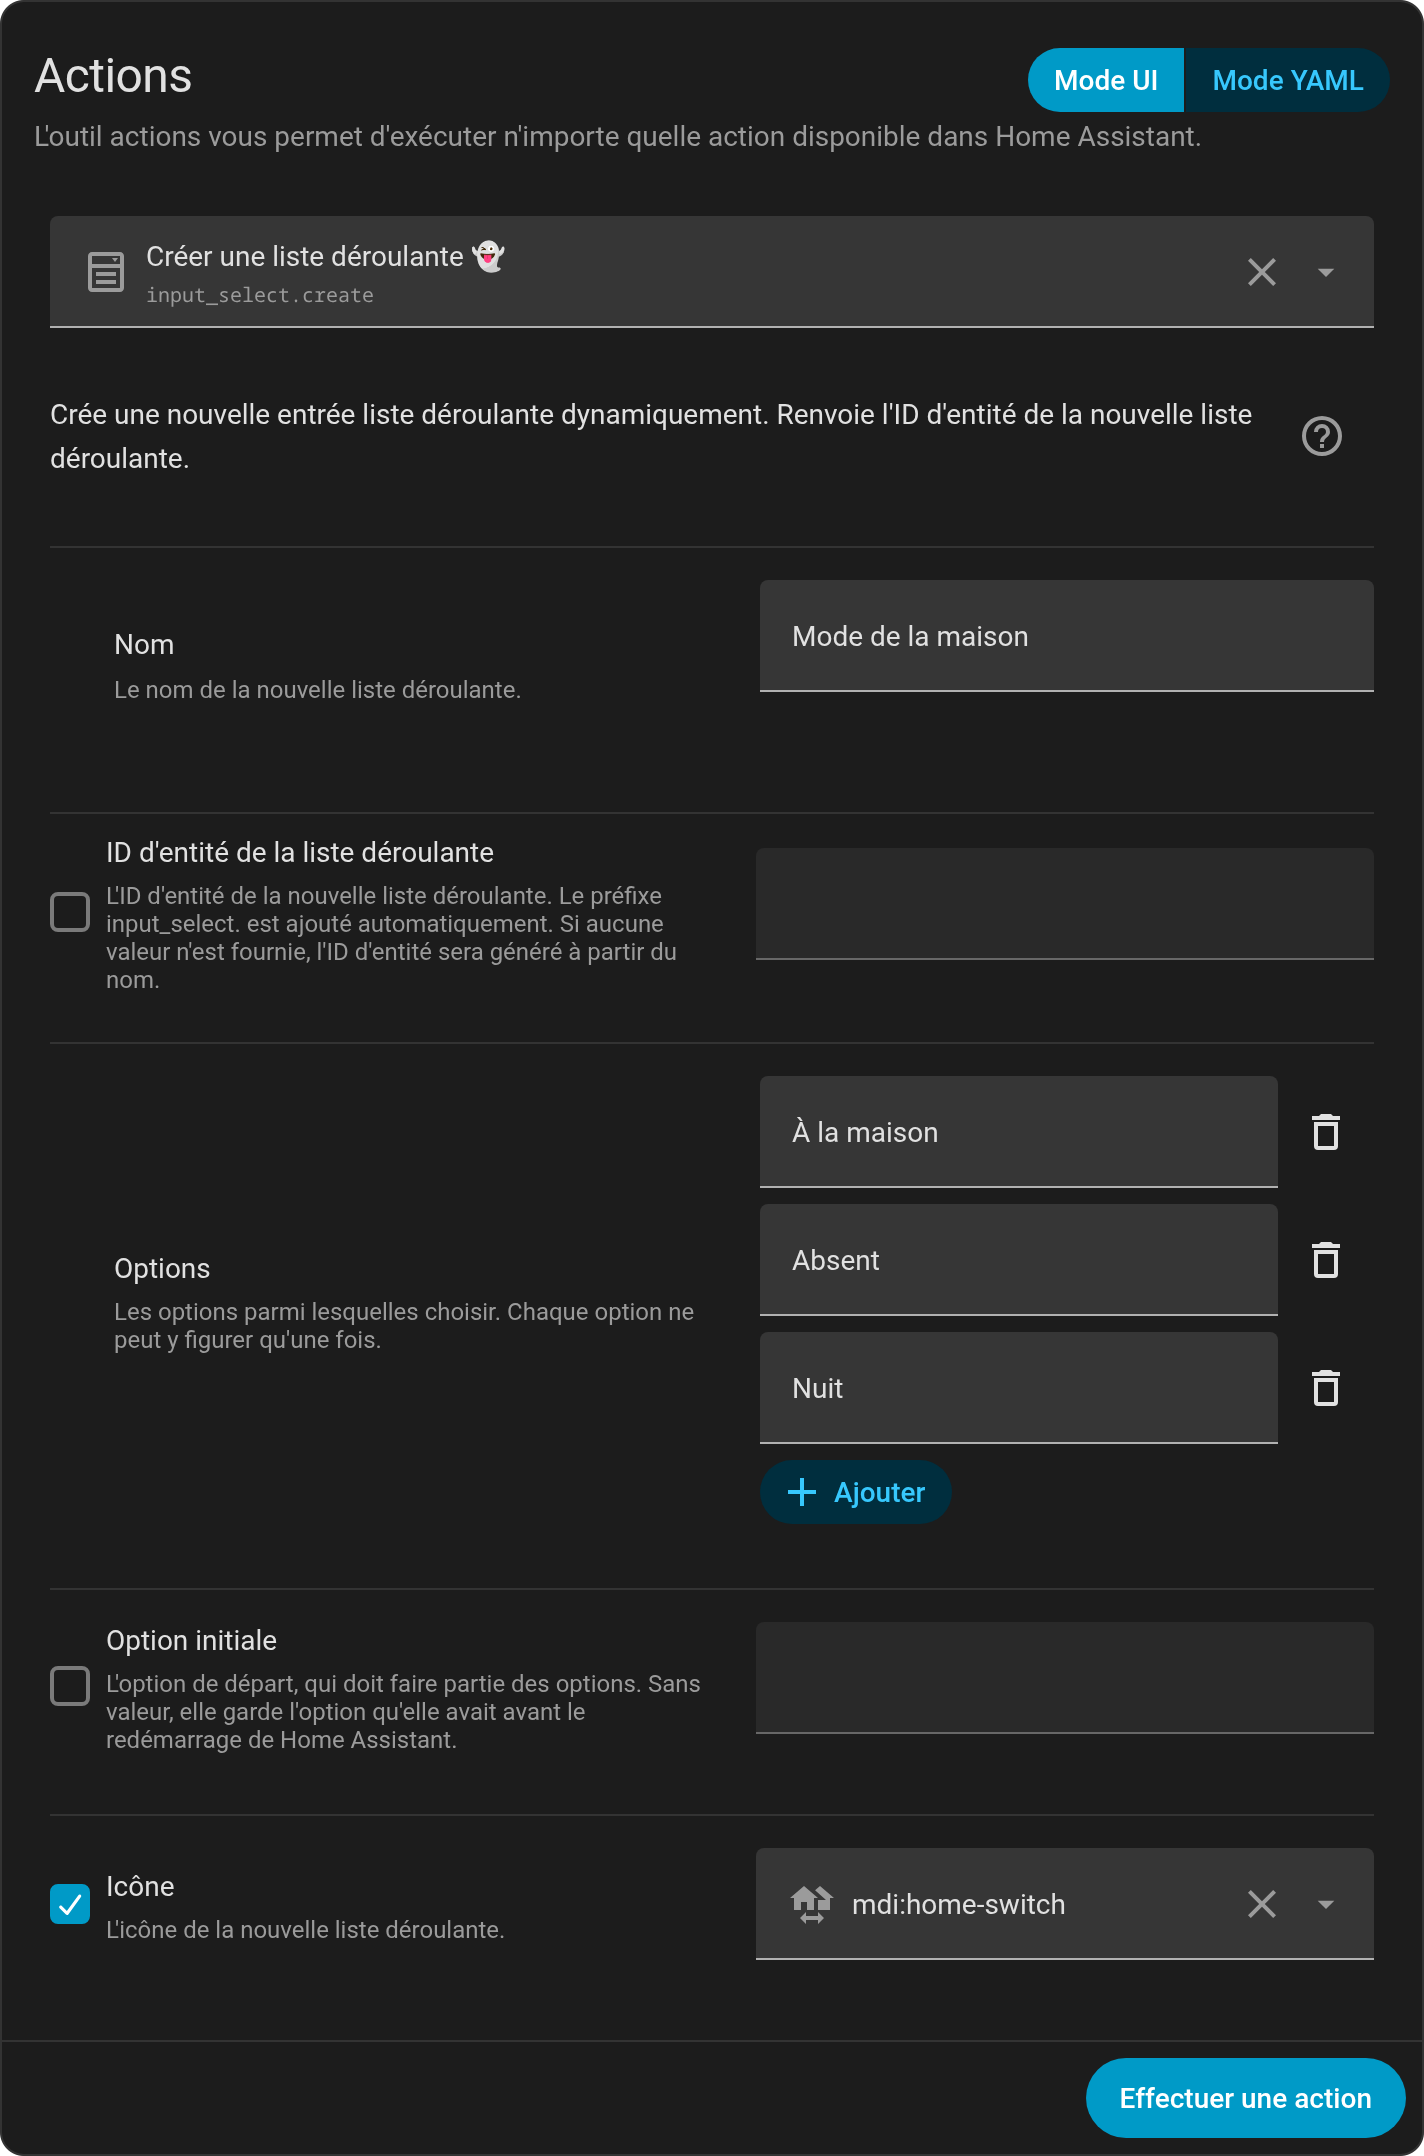 Actions
Mode UI
Mode YAML
L'outil actions vous permet d'exécuter n'importe quelle action disponible dans Home Assistant.
Créer une liste déroulante 👻
input_select.create
Crée une nouvelle entrée liste déroulante dynamiquement. Renvoie l'ID d'entité de la nouvelle liste
déroulante.
Nom
Le nom de la nouvelle liste déroulante.
Mode de la maison
ID d'entité de la liste déroulante
L'ID d'entité de la nouvelle liste déroulante. Le préfixe
input_select. est ajouté automatiquement. Si aucune
valeur n'est fournie, l'ID d'entité sera généré à partir du
nom.
Options
Les options parmi lesquelles choisir. Chaque option ne
peut y figurer qu'une fois.
À la maison
Absent
Nuit
Ajouter
Option initiale
L'option de départ, qui doit faire partie des options. Sans
valeur, elle garde l'option qu'elle avait avant le
redémarrage de Home Assistant.
Icône
L'icône de la nouvelle liste déroulante.
mdi:home-switch
Effectuer une action